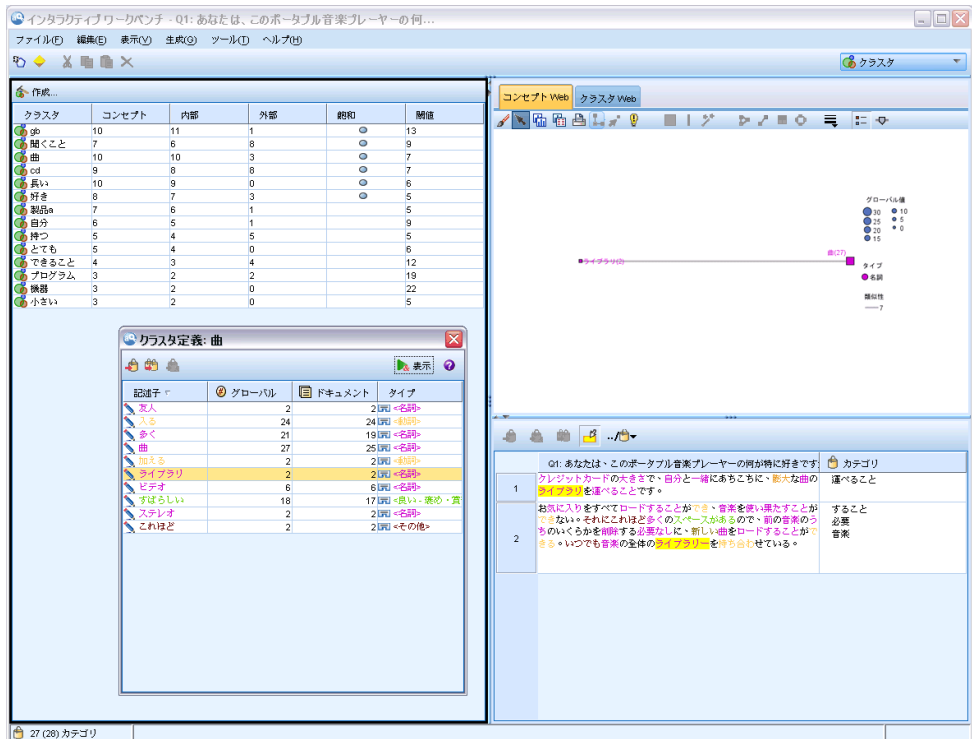 インタラクティブ ワークベンチ - Q1: あなたは、このポータブル音楽プレーヤーの何...
ファイル(F) 編集(E) 表示(V) 生成(G) ツール(T) ヘルプ(H)
クラスタ
作成...
クラスタ コンセプト 内部 外部 飽和 閾値
gb 10 11 1 13
聞くこと 7 6 8 9
曲 10 10 3 7
cd 9 8 8 7
長い 10 9 0 6
好き 8 7 3 5
製品a 7 6 1 5
自分 6 5 1 9
持つ 5 4 5 5
とても 5 4 0 6
できること 4 3 4 12
プログラム 3 2 2 19
機器 3 2 0 22
小さい 3 2 0 5
クラスタ定義: 曲
表示
記述子 グローバル ドキュメント タイプ
友人 2 2 <名詞>
入る 24 24 <動詞>
多く 21 19 <名詞>
曲 27 25 <名詞>
加える 2 2 <動詞>
ライブラリ 2 2 <名詞>
ビデオ 6 6 <名詞>
すばらしい 18 17 <良い - 褒め・賞
ステレオ 2 2 <名詞>
これほど 2 2 <その他>
コンセプト Web クラスタ Web
グローバル値
30 10
25 5
20 0
15
曲(27)
ライブラリ(2)
タイプ
名詞
類似性
7
../
Q1: あなたは、このポータブル音楽プレーヤーの何が特に好きです カテゴリ
1
クレジットカードの大きさで、自分と一緒にあちこちに、膨大な曲の
ライブラリを運べることです。
運べること
2
お気に入りをすべてロードすることができ、音楽を使い果たすことが
できない。それにこれほど多くのスペースがあるので、前の音楽のう
ちのいくらかを削除する必要なしに、新しい曲をロードすることがで
きる。いつでも音楽の全体のライブラリーを持ち合わせている。
すること
必要
音楽
27 (28) カテゴリ